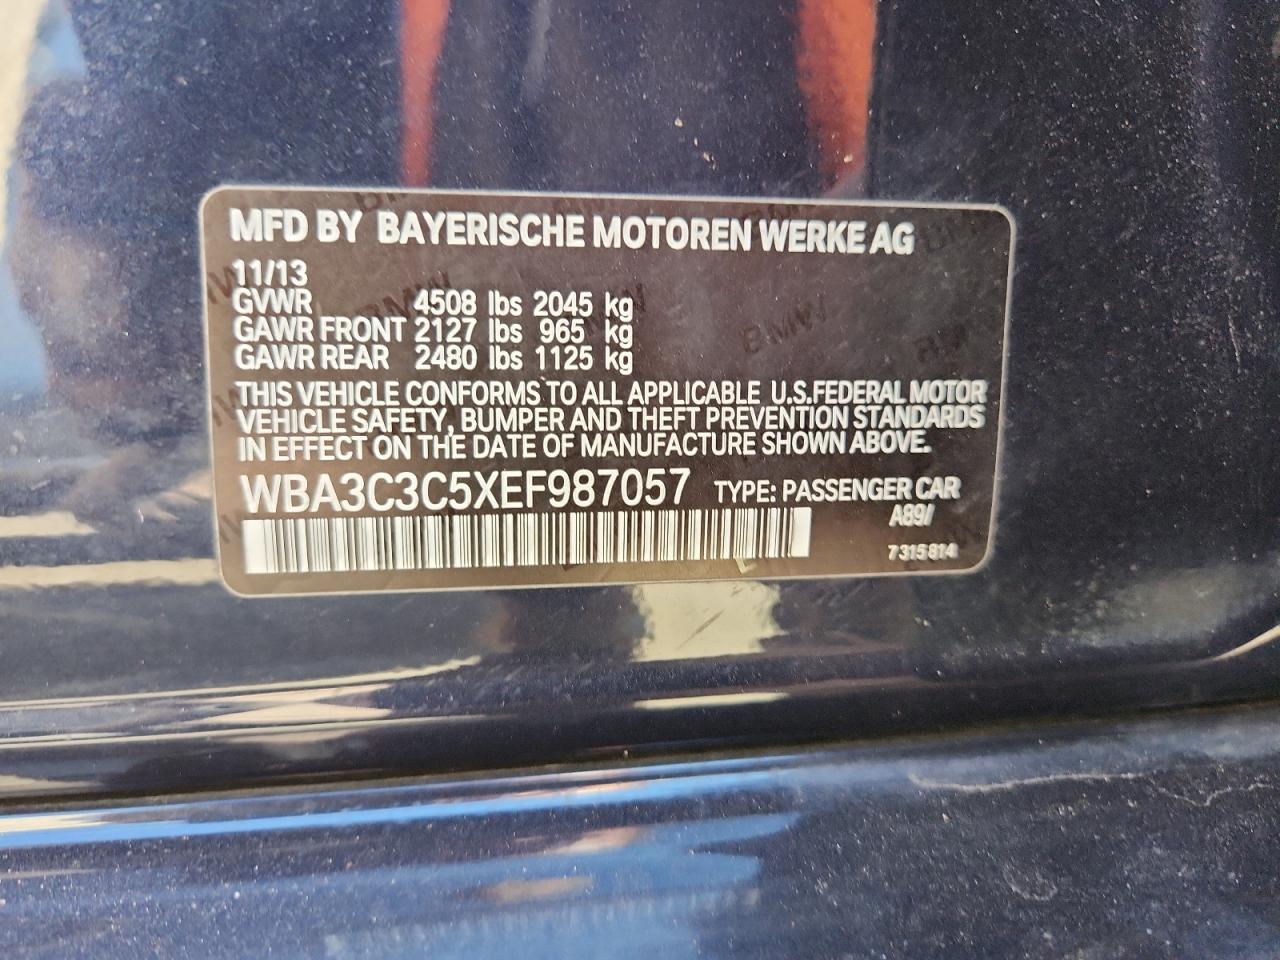 MFD BY BAYERISCHE MOTOREN WERKE AG
11/13
GVWR 4508 lbs 2045 kg
GAWR FRONT 2127 lbs 965 kg
GAWR REAR 2480 lbs 1125 kg
THIS VEHICLE CONFORMS TO ALL APPLICABLE U.S.FEDERAL MOTOR
VEHICLE SAFETY, BUMPER AND THEFT PREVENTION STANDARDS
IN EFFECT ON THE DATE OF MANUFACTURE SHOWN ABOVE.
WBA3C3C5XEF987057 TYPE: PASSENGER CAR
A89/
7315814